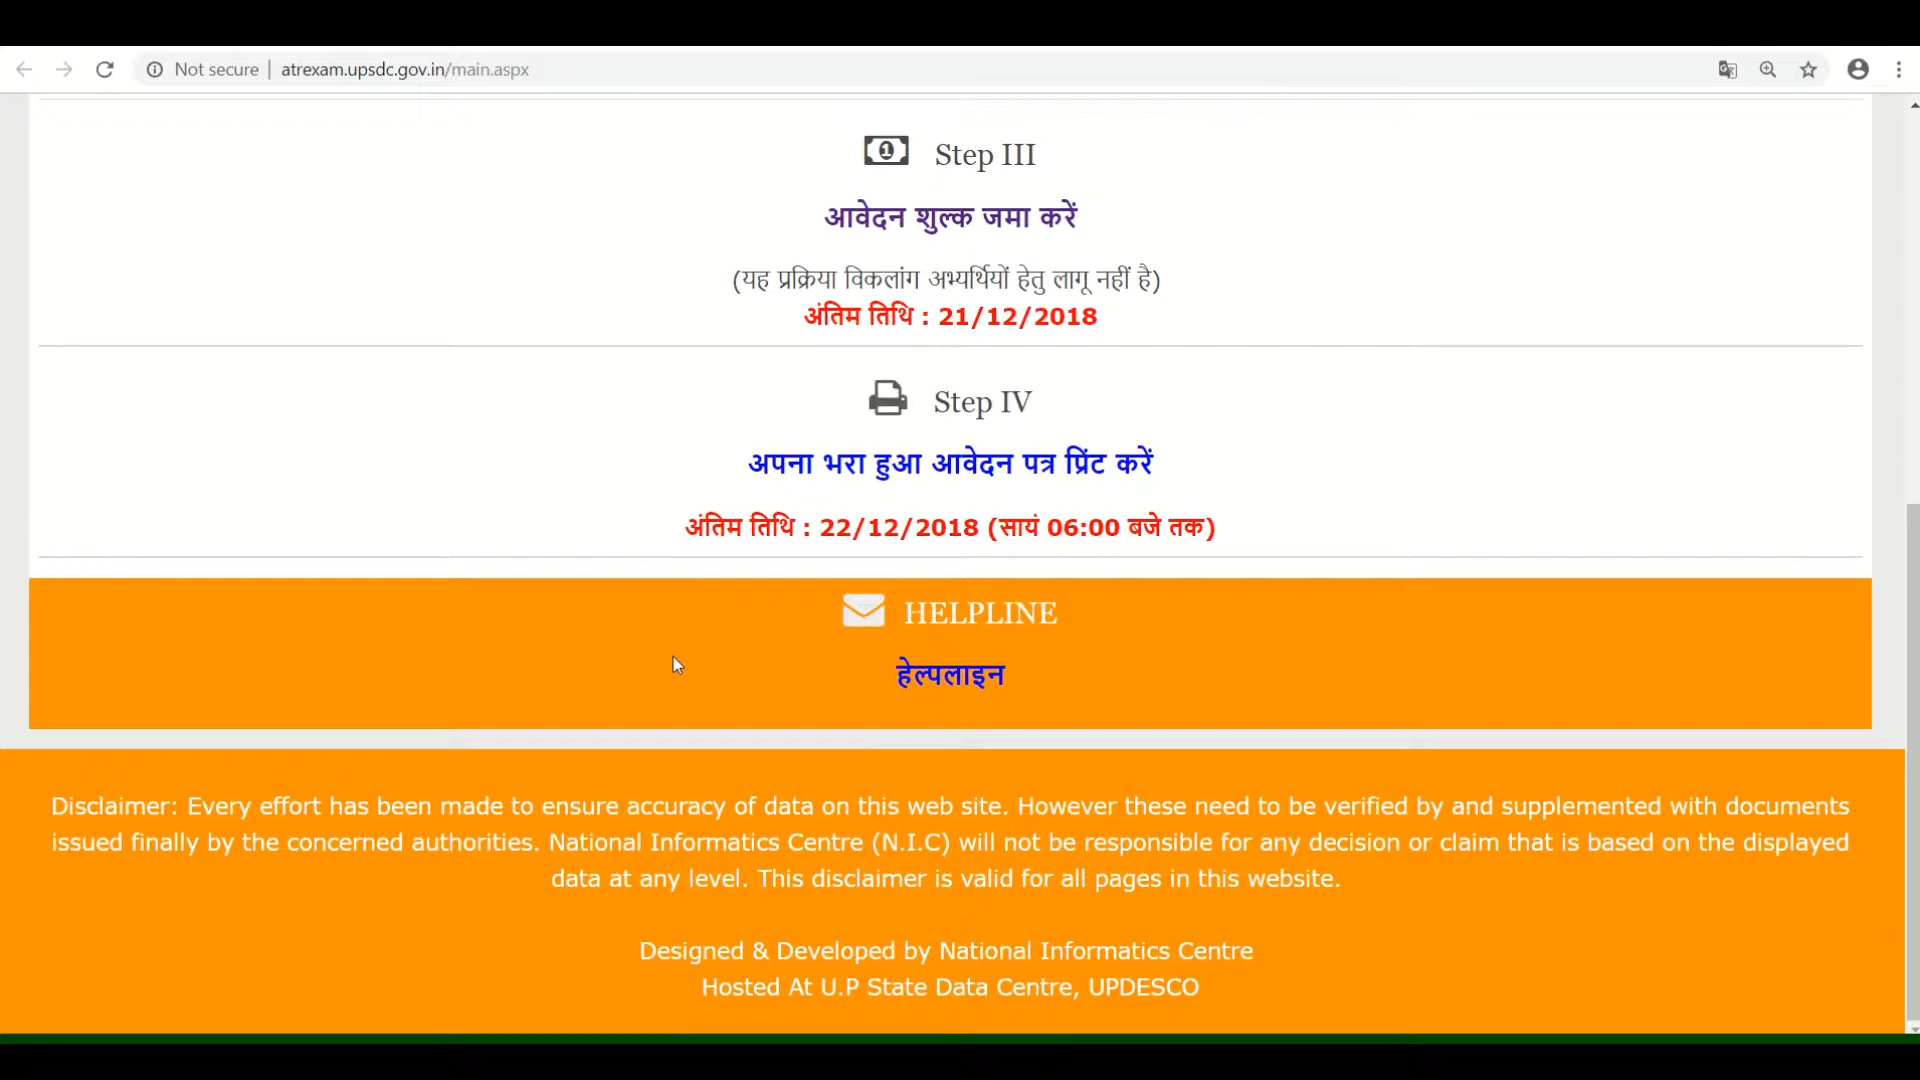 Not secure | atrexam.upsdc.gov.in/main.aspx
Step III
आवेदन शुल्क जमा करें
(यह प्रक्रिया विकलांग अभ्यर्थियों हेतु लागू नहीं है)
अंतिम तिथि : 21/12/2018
Step IV
अपना भरा हुआ आवेदन पत्र प्रिंट करें
अंतिम तिथि : 22/12/2018 (सायं 06:00 बजे तक)
HELPLINE
हेल्पलाइन
Disclaimer: Every effort has been made to ensure accuracy of data on this web site. However these need to be verified by and supplemented with documents
issued finally by the concerned authorities. National Informatics Centre (N.I.C) will not be responsible for any decision or claim that is based on the displayed
data at any level. This disclaimer is valid for all pages in this website.
Designed & Developed by National Informatics Centre
Hosted At U.P State Data Centre, UPDESCO